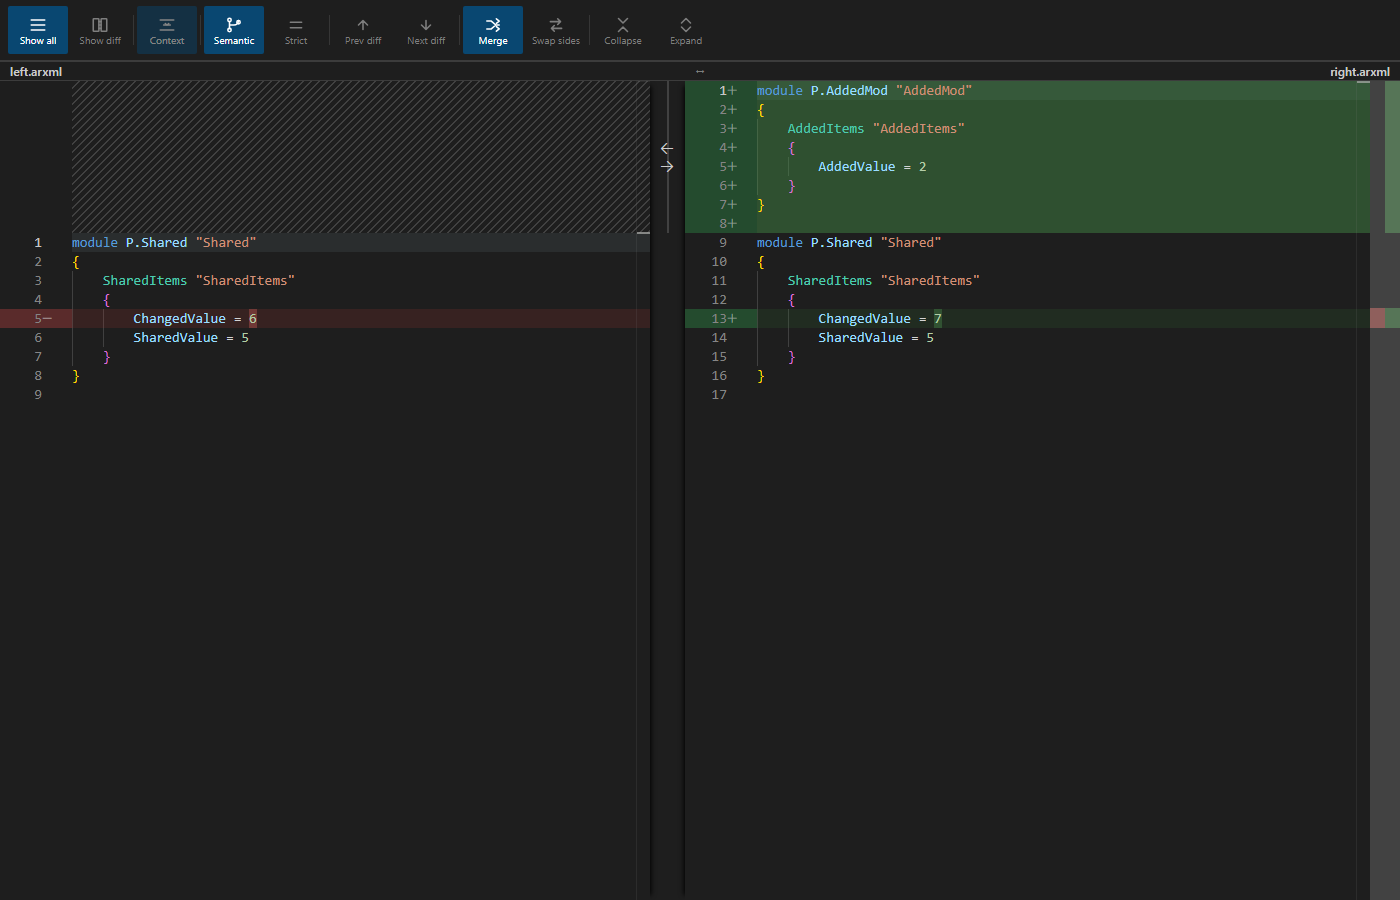 Show all Show diff Context Semantic Strict Prev diff Next diff Merge Swap sides Collapse Expand
left.arxml ↔ right.arxml
1 module P.Shared "Shared"
2 {
3 SharedItems "SharedItems"
4 {
5− ChangedValue = 6
6 SharedValue = 5
7 }
8 }
9
1+ module P.AddedMod "AddedMod"
2+ {
3+ AddedItems "AddedItems"
4+ {
5+ AddedValue = 2
6+ }
7+ }
8+
9 module P.Shared "Shared"
10 {
11 SharedItems "SharedItems"
12 {
13+ ChangedValue = 7
14 SharedValue = 5
15 }
16 }
17